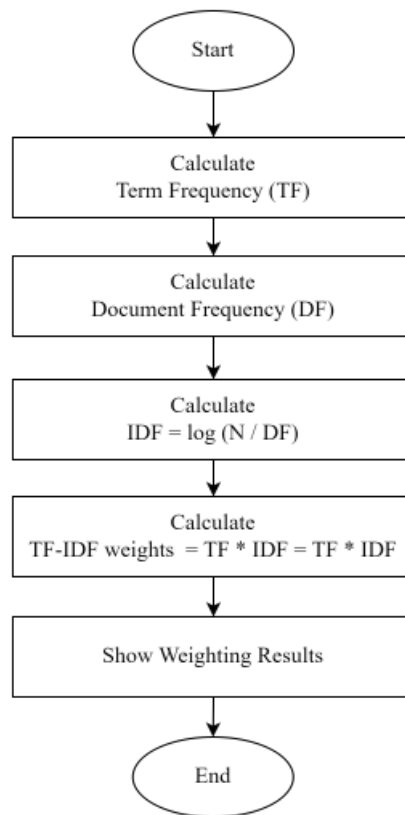 Start
Calculate
Term Frequency (TF)
Calculate
Document Frequency (DF)
Calculate
IDF = log (N / DF)
Calculate
TF-IDF weights = TF * IDF = TF * IDF
Show Weighting Results
End